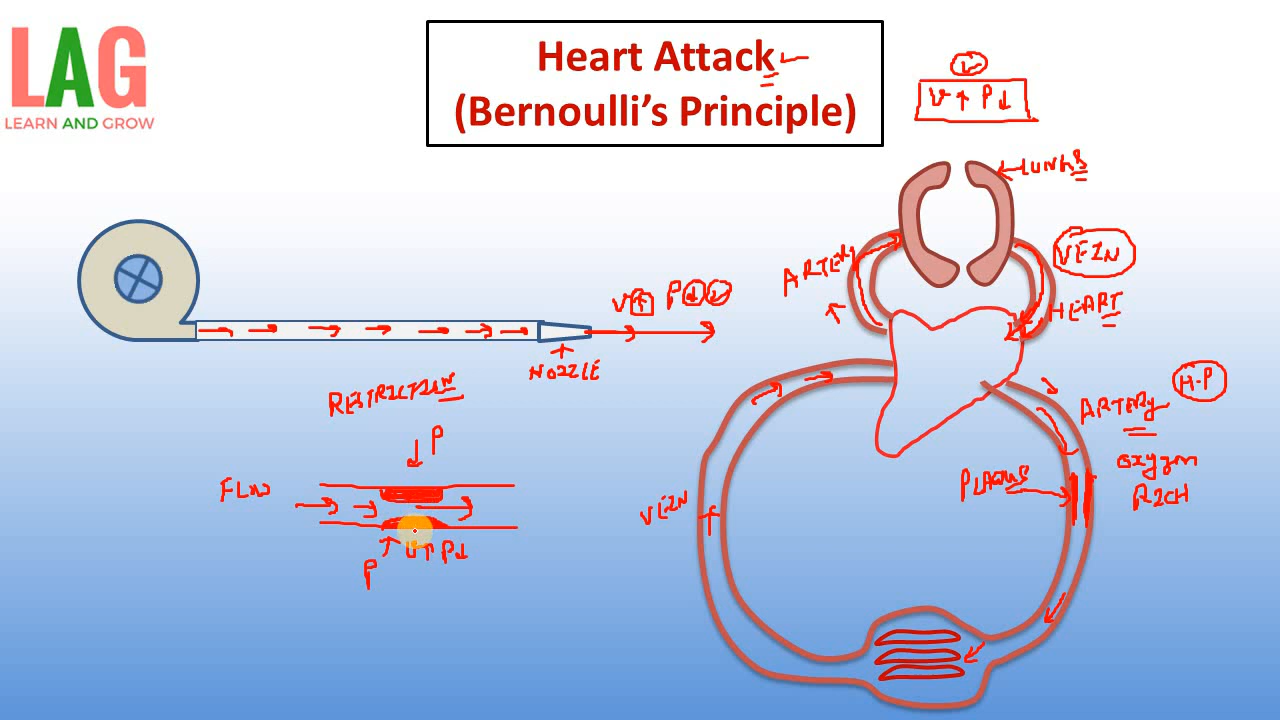 LAG
LEARN AND GROW
Heart Attack
(Bernoulli's Principle)
V↑ P↓
LUNGS
ARTERY
VEIN
HEART
V↑ P↓
NOZZLE
RESTRICTION
P
FLOW
V↑ P↓
P
H.P
ARTERY
OXYGEN
RICH
PLAQUE
VEIN